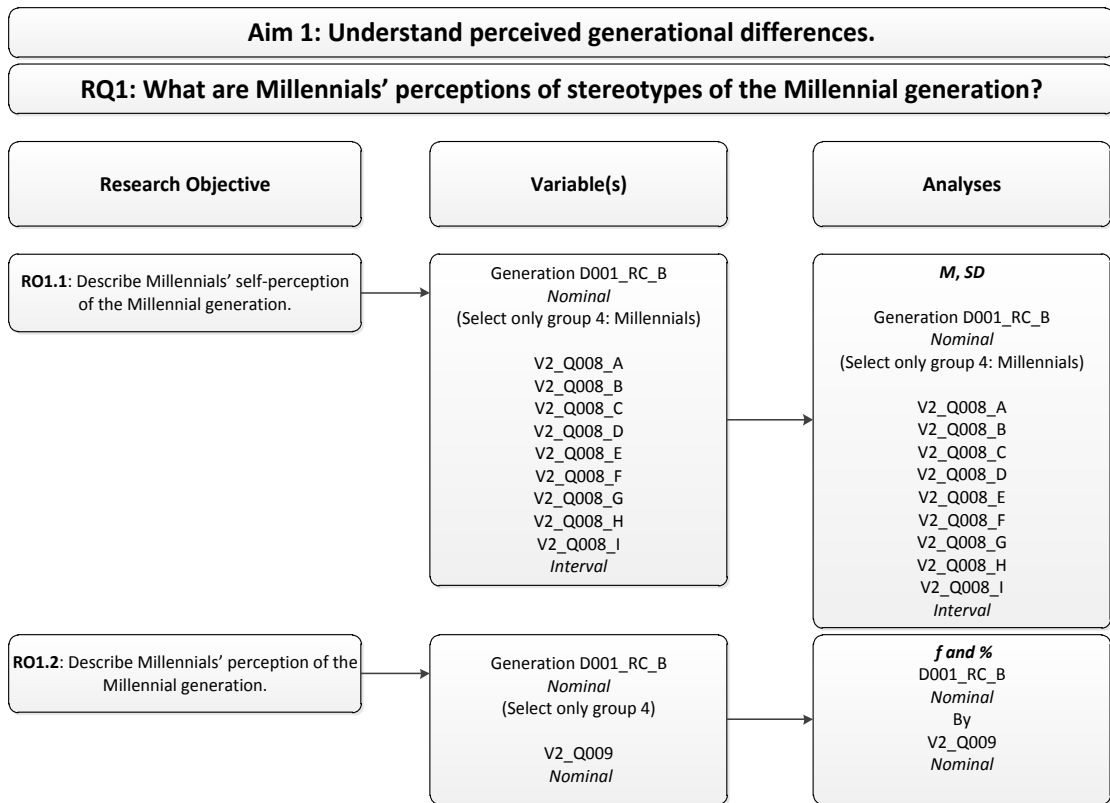 Aim 1: Understand perceived generational differences.
RQ1: What are Millennials’ perceptions of stereotypes of the Millennial generation?
Research Objective
Variable(s)
Analyses
RO1.1: Describe Millennials’ self-perception
of the Millennial generation.
Generation D001_RC_B
Nominal
(Select only group 4: Millennials)
V2_Q008_A
V2_Q008_B
V2_Q008_C
V2_Q008_D
V2_Q008_E
V2_Q008_F
V2_Q008_G
V2_Q008_H
V2_Q008_I
Interval
M, SD
Generation D001_RC_B
Nominal
(Select only group 4: Millennials)
V2_Q008_A
V2_Q008_B
V2_Q008_C
V2_Q008_D
V2_Q008_E
V2_Q008_F
V2_Q008_G
V2_Q008_H
V2_Q008_I
Interval
RO1.2: Describe Millennials’ perception of the
Millennial generation.
Generation D001_RC_B
Nominal
(Select only group 4)
V2_Q009
Nominal
f and %
D001_RC_B
Nominal
By
V2_Q009
Nominal